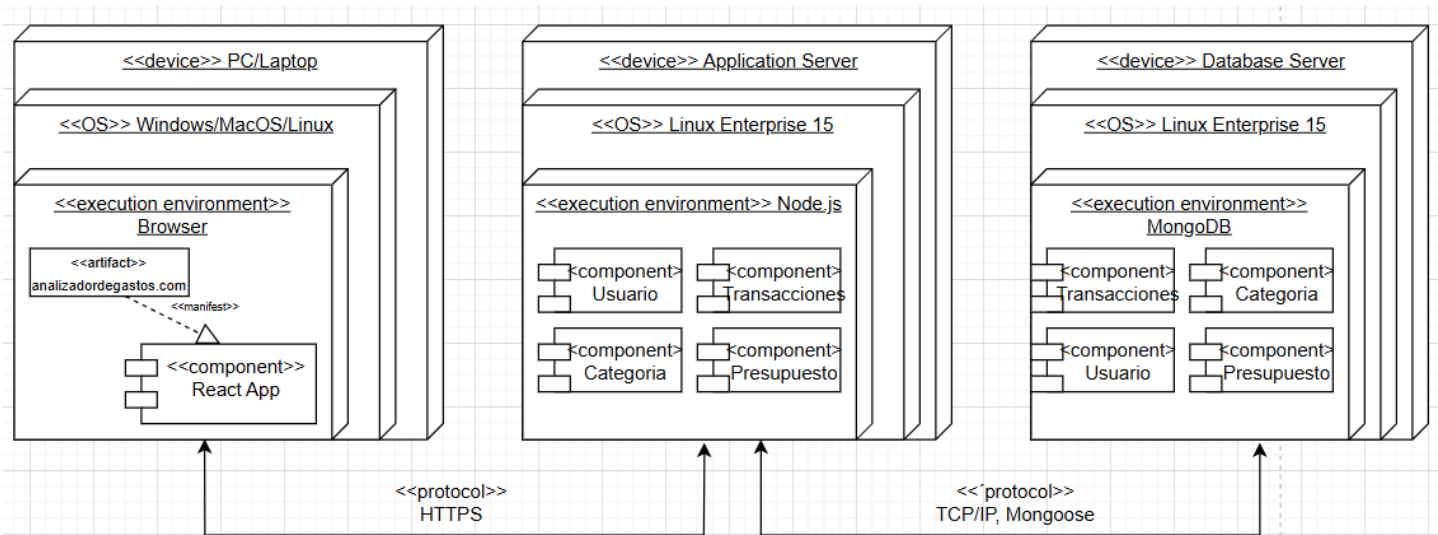 <<device>> PC/Laptop
<<OS>> Windows/MacOS/Linux
<<execution environment>>
Browser
<<artifact>>
analizadordegastos.com
<<manifest>>
<<component>>
React App
<<device>> Application Server
<<OS>> Linux Enterprise 15
<<execution environment>> Node.js
<component>
Usuario
<component>
Transacciones
<component>
Categoria
<component>
Presupuesto
<<device>> Database Server
<<OS>> Linux Enterprise 15
<<execution environment>>
MongoDB
<component>
Transacciones
<component>
Categoria
<component>
Usuario
<component>
Presupuesto
<<protocol>>
HTTPS
<<´protocol>>
TCP/IP, Mongoose